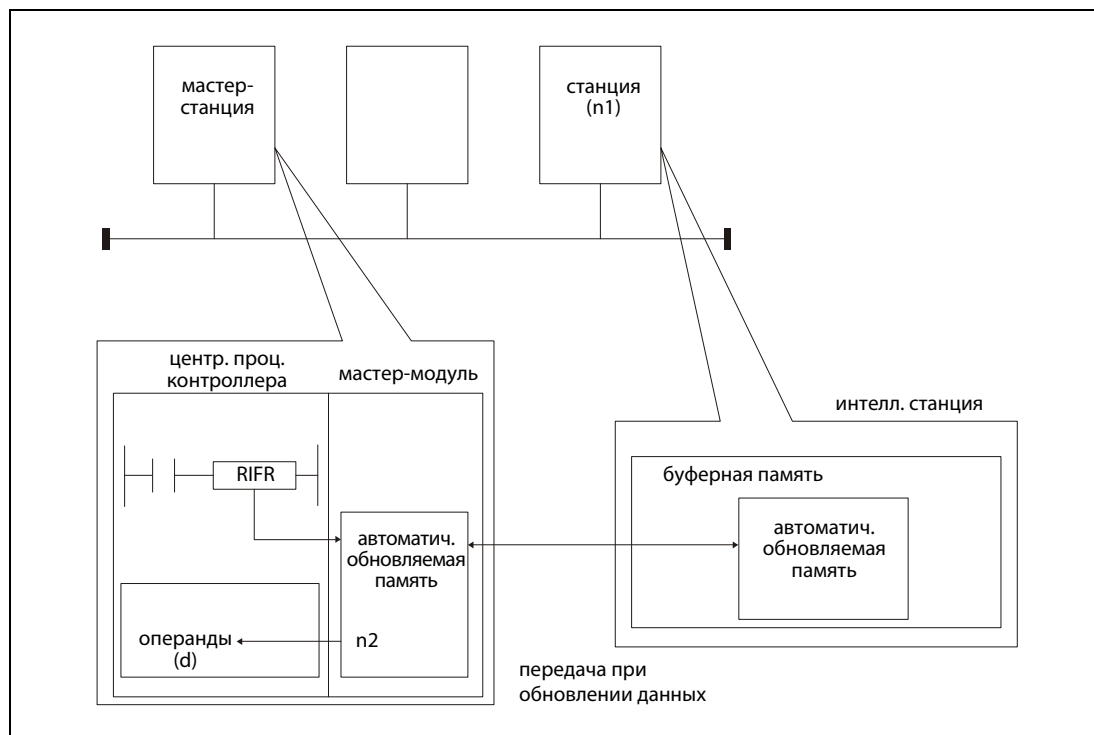 мастер-
станция
станция
(n1)
центр. проц.
контроллера
мастер-модуль
RIFR
автоматич.
обновляемая
память
операнды
(d)
n2
передача при
обновлении данных
интелл. станция
буферная память
автоматич.
обновляемая
память